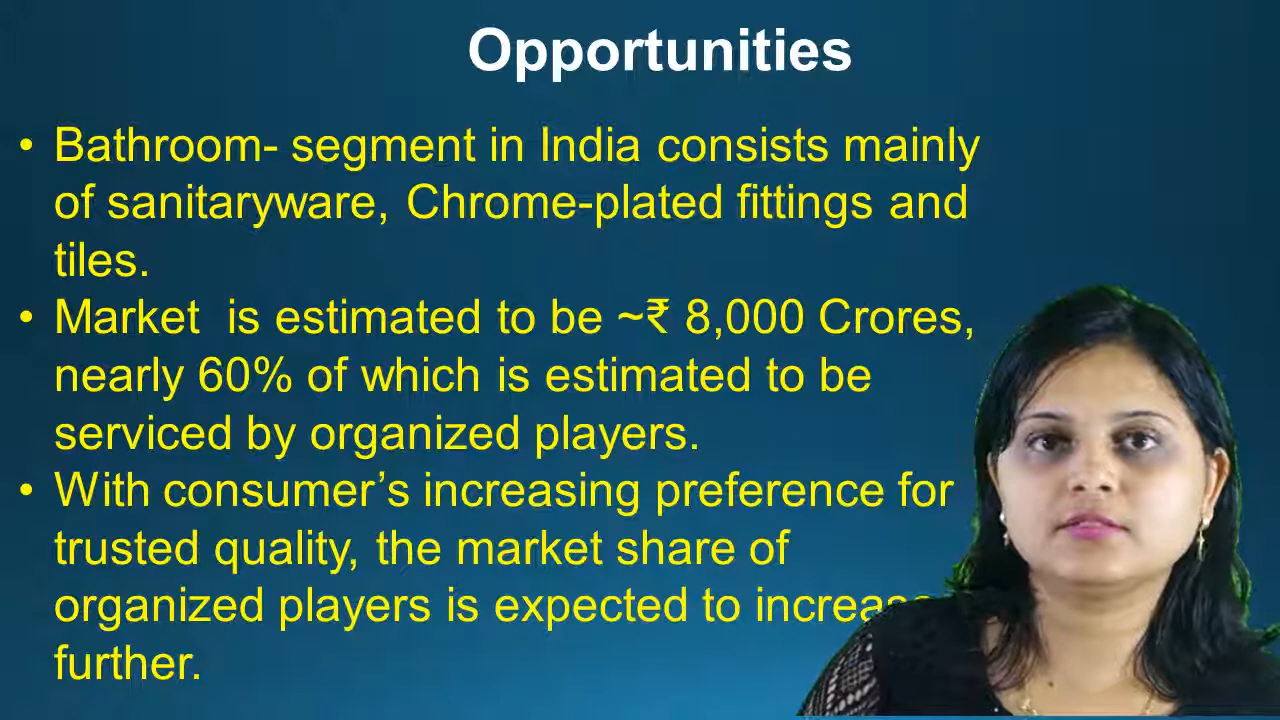 Opportunities
• Bathroom- segment in India consists mainly
of sanitaryware, Chrome-plated fittings and
tiles.
• Market  is estimated to be ~₹ 8,000 Crores,
nearly 60% of which is estimated to be
serviced by organized players.
• With consumer’s increasing preference for
trusted quality, the market share of
organized players is expected to increase
further.